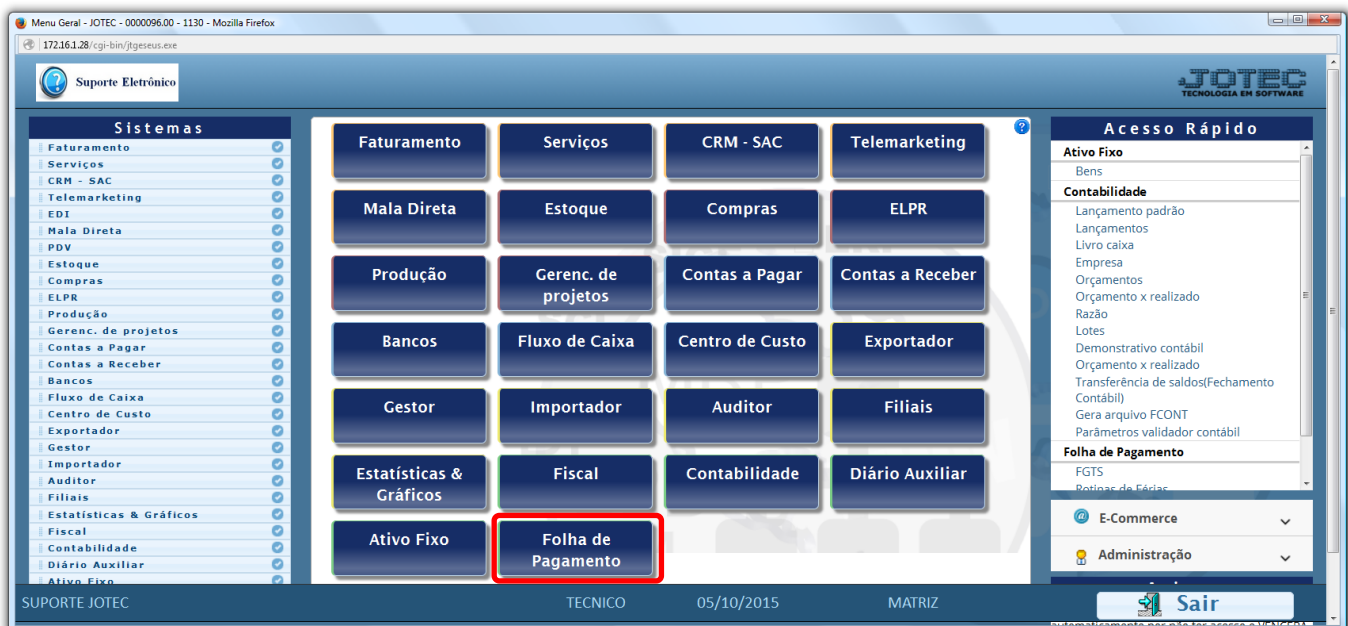 Menu Geral - JOTEC - 0000096.00 - 1130 - Mozilla Firefox
172.16.1.28/cgi-bin/jtgeseus.exe
Suporte Eletrônico
JOTEC
TECNOLOGIA EM SOFTWARE
Sistemas
Faturamento
Serviços
CRM - SAC
Telemarketing
EDI
Mala Direta
PDV
Estoque
Compras
ELPR
Produção
Gerenc. de projetos
Contas a Pagar
Contas a Receber
Bancos
Fluxo de Caixa
Centro de Custo
Exportador
Gestor
Importador
Auditor
Filiais
Estatísticas & Gráficos
Fiscal
Contabilidade
Diário Auxiliar
Ativo Fixo
Faturamento
Serviços
CRM - SAC
Telemarketing
Mala Direta
Estoque
Compras
ELPR
Produção
Gerenc. de
projetos
Contas a Pagar
Contas a Receber
Bancos
Fluxo de Caixa
Centro de Custo
Exportador
Gestor
Importador
Auditor
Filiais
Estatísticas &
Gráficos
Fiscal
Contabilidade
Diário Auxiliar
Ativo Fixo
Folha de
Pagamento
Acesso Rápido
Ativo Fixo
Bens
Contabilidade
Lançamento padrão
Lançamentos
Livro caixa
Empresa
Orçamentos
Orçamento x realizado
Razão
Lotes
Demonstrativo contábil
Orçamento x realizado
Transferência de saldos(Fechamento
Contábil)
Gera arquivo FCONT
Parâmetros validador contábil
Folha de Pagamento
FGTS
Rotinas de Férias
E-Commerce
Administração
SUPORTE JOTEC
TECNICO
05/10/2015
MATRIZ
Sair